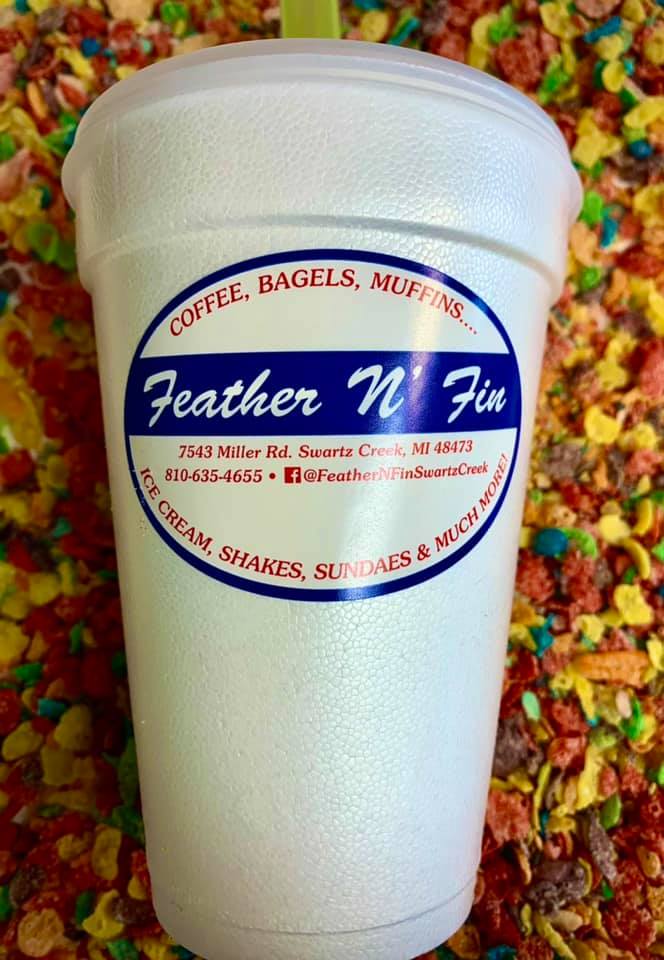 COFFEE, BAGELS, MUFFINS....
Feather N' Fin
7543 Miller Rd. Swartz Creek, MI 48473
810-635-4655 • f @FeatherNFinSwartzCreek
ICE CREAM, SHAKES, SUNDAES & MUCH MORE!